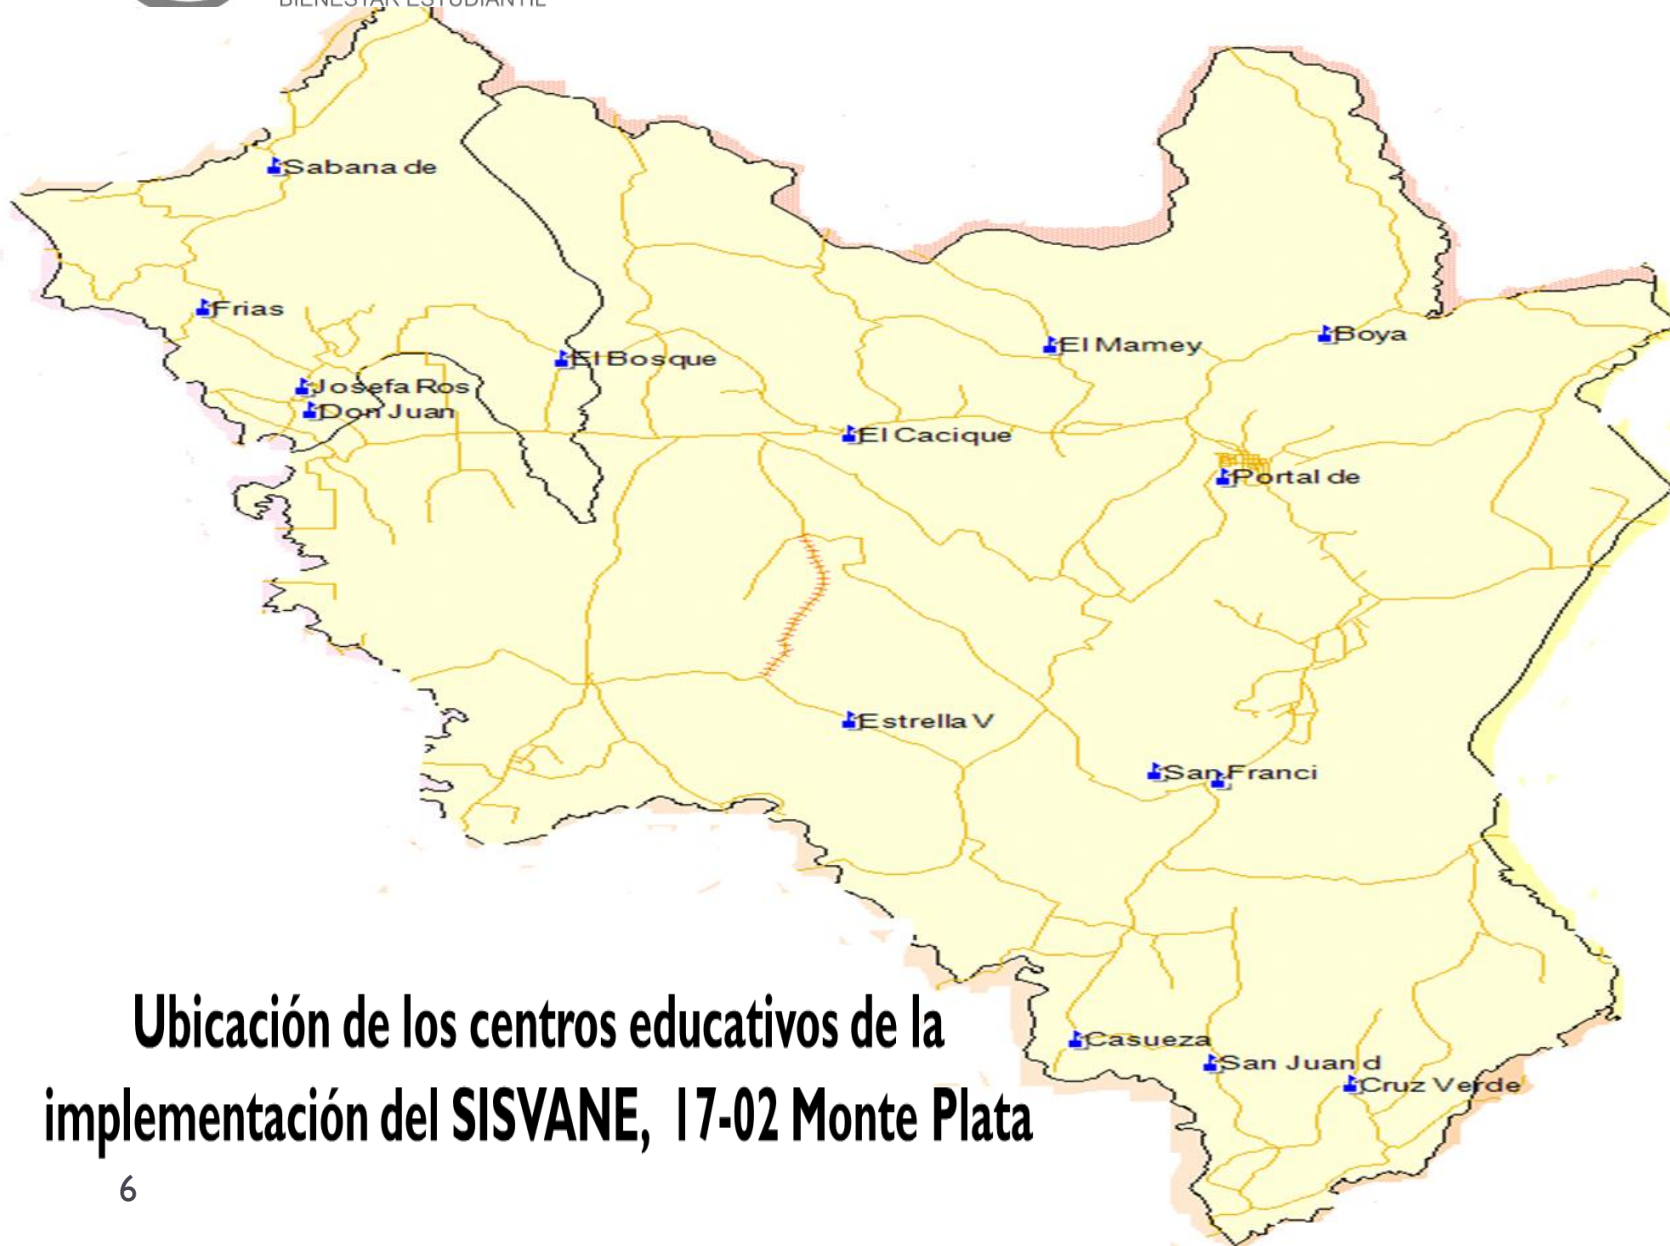 BIENESTAR ESTUDIANTIL
Sabana de
Frias
Boya
El Mamey
El Bosque
Josefa Ros
Don Juan
El Cacique
Portal de
Estrella V
San Franci
Casueza
San Juan d
Cruz Verde
Ubicación de los centros educativos de la
implementación del SISVANE, 17-02 Monte Plata
6